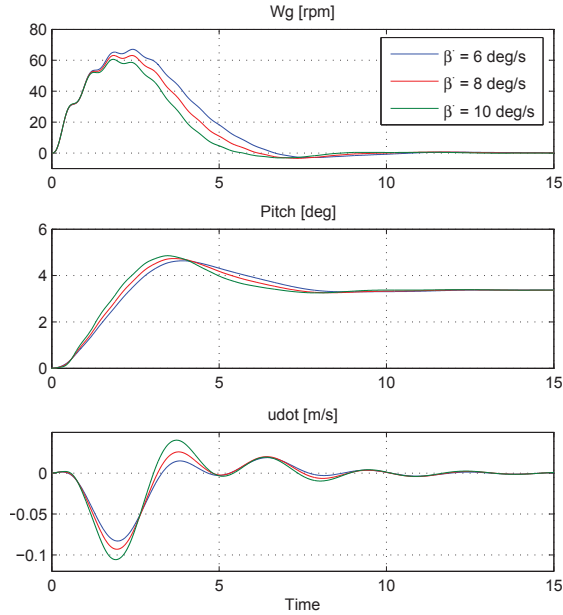 Wg [rpm]
80
60
40
20
0
0 5 10 15
β˙ = 6 deg/s
β˙ = 8 deg/s
β˙ = 10 deg/s
Pitch [deg]
6
4
2
0
0 5 10 15
udot [m/s]
0
−0.05
−0.1
0 5 10 15
Time